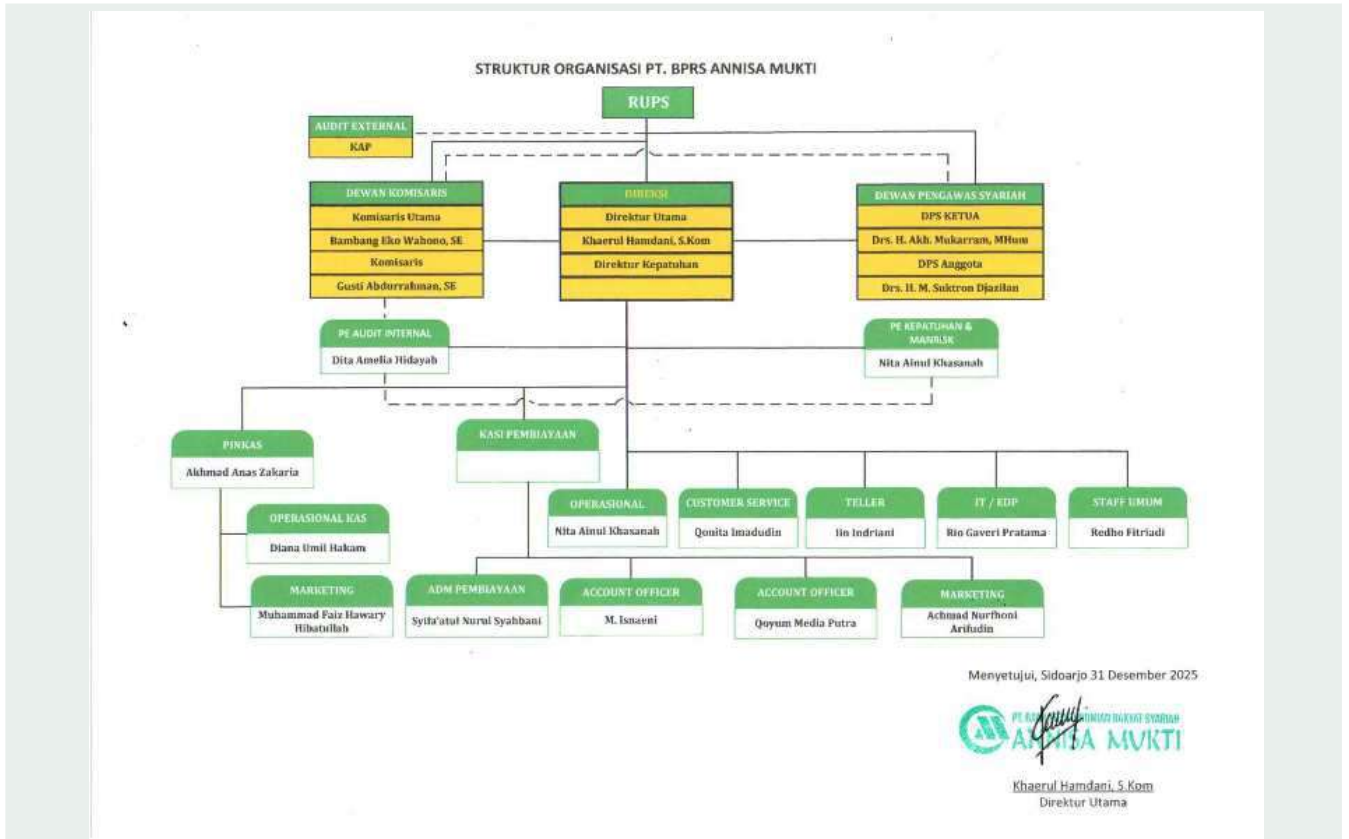 STRUKTUR ORGANISASI PT. BPRS ANNISA MUKTI
RUPS
AUDIT EXTERNAL
KAP
DEWAN KOMISARIS
Komisaris Utama
Bambang Eko Wahono, SE
Komisaris
Gusti Abdurrahman, SE
DIREKSI
Direktur Utama
Khaerul Hamdani, S.Kom
Direktur Kepatuhan
DEWAN PENGAWAS SYARIAH
DPS KETUA
Drs. H. Akh. Mukarram, MHum
DPS Anggota
Drs. H. M. Suktron Djazilan
PE AUDIT INTERNAL
Dita Amelia Hidayah
PE KEPATUHAN &
MANRISK
Nita Ainul Khasanah
PINKAS
Akhmad Anas Zakaria
KASI PEMBIAYAAN
OPERASIONAL KAS
Diana Umil Hakam
MARKETING
Muhammad Faiz Hawary
Hibatullah
OPERASIONAL
Nita Ainul Khasanah
CUSTOMER SERVICE
Qonita Imadudin
TELLER
Iin Indriani
IT / EDP
Rio Gaveri Pratama
STAFF UMUM
Redho Fitriadi
ADM PEMBIAYAAN
Syifa'atul Nurul Syahbani
ACCOUNT OFFICER
M. Isnaeni
ACCOUNT OFFICER
Qoyum Media Putra
MARKETING
Achmad Nurfhoni
Arifudin
Menyetujui, Sidoarjo 31 Desember 2025
RAKYAT SYARIAH
ANNISA MUKTI
Khaerul Hamdani, S.Kom
Direktur Utama